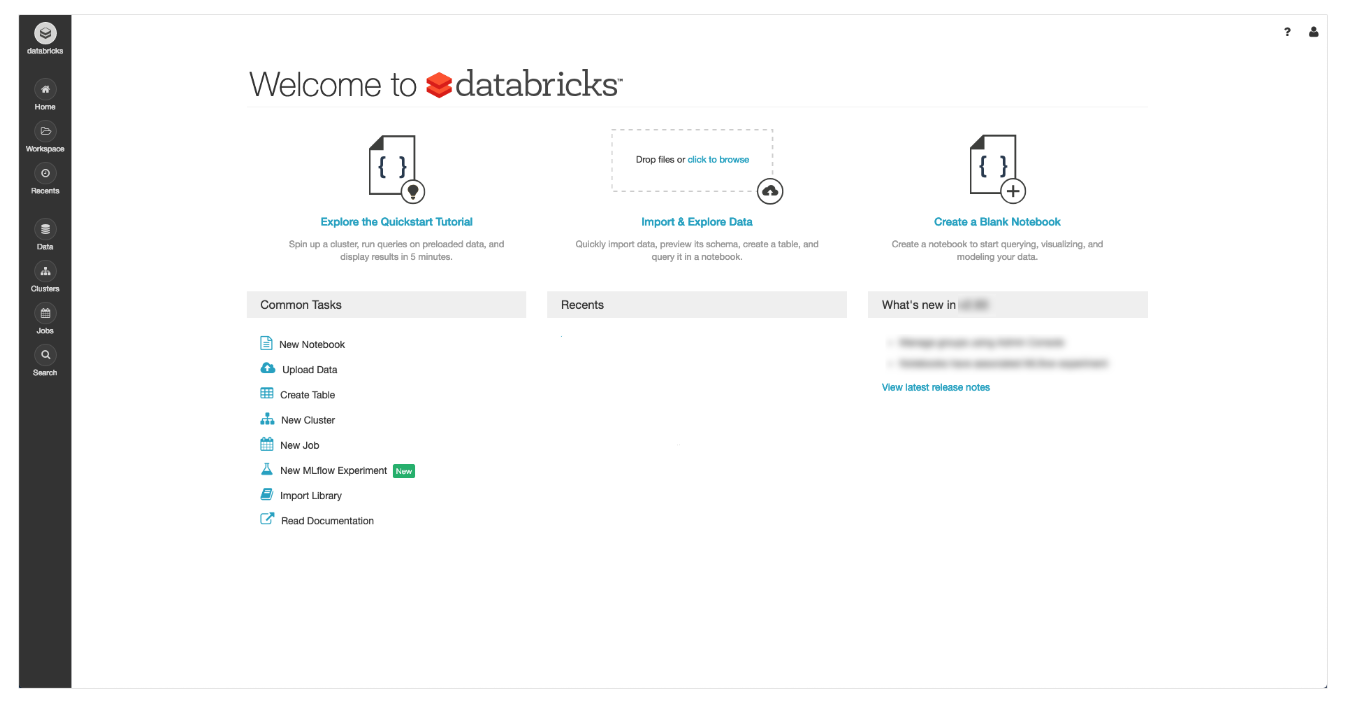 databricks
Home
Workspace
Recents
Data
Clusters
Jobs
Search
?
Welcome to databricks™
{ }
Explore the Quickstart Tutorial
Spin up a cluster, run queries on preloaded data, and
display results in 5 minutes.
Drop files or click to browse
Import & Explore Data
Quickly import data, preview its schema, create a table, and
query it in a notebook.
{ }
Create a Blank Notebook
Create a notebook to start querying, visualizing, and
modeling your data.
Common Tasks
New Notebook
Upload Data
Create Table
New Cluster
New Job
New MLflow Experiment New
Import Library
Read Documentation
Recents
What's new in
View latest release notes